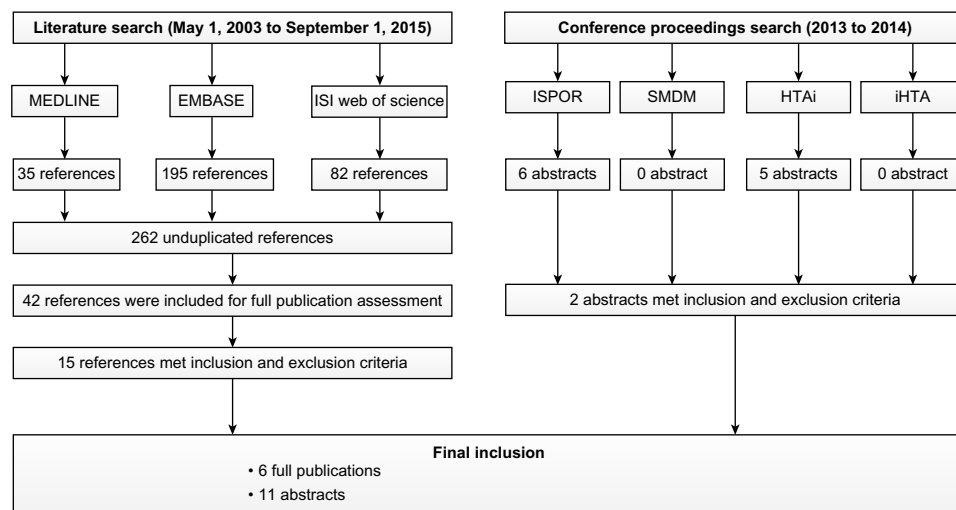 Literature search (May 1, 2003 to September 1, 2015)
Conference proceedings search (2013 to 2014)
MEDLINE
EMBASE
ISI web of science
ISPOR
SMDM
HTAi
iHTA
35 references
195 references
82 references
6 abstracts
0 abstract
5 abstracts
0 abstract
262 unduplicated references
42 references were included for full publication assessment
2 abstracts met inclusion and exclusion criteria
15 references met inclusion and exclusion criteria
Final inclusion
• 6 full publications
• 11 abstracts